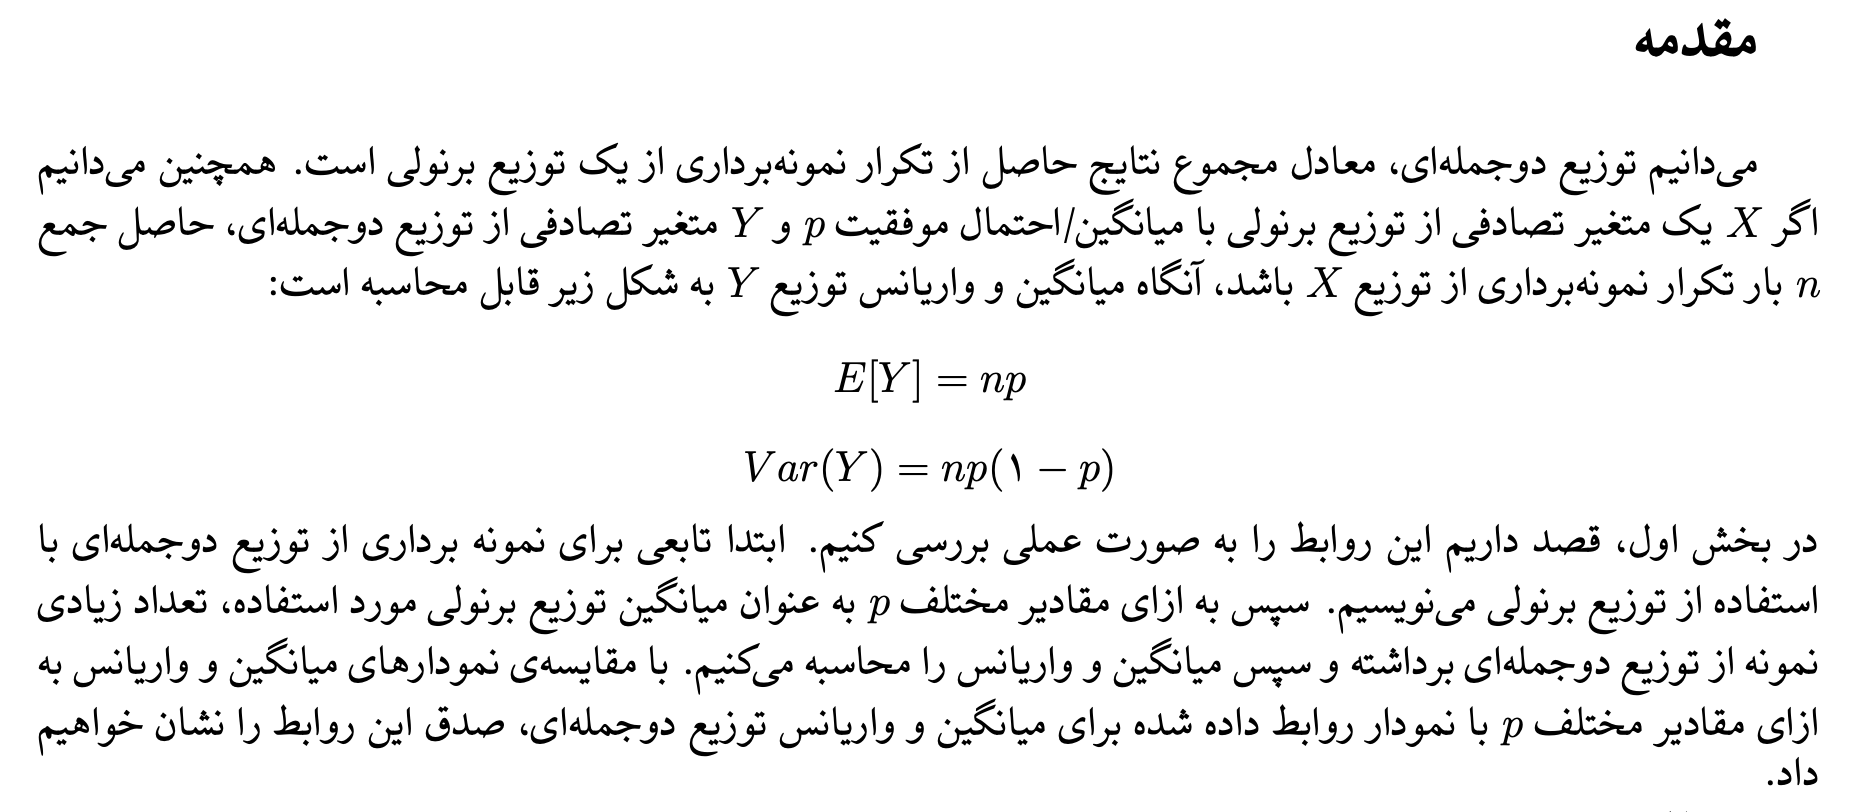 مقدمه
می‌دانیم توزیع دوجمله‌ای، معادل مجموع نتایج حاصل از تکرار نمونه‌برداری از یک توزیع برنولی است. همچنین می‌دانیم
اگر X یک متغیر تصادفی از توزیع برنولی با میانگین/احتمال موفقیت p و Y متغیر تصادفی از توزیع دوجمله‌ای، حاصل جمع
n بار تکرار نمونه‌برداری از توزیع X باشد، آنگاه میانگین و واریانس توزیع Y به شکل زیر قابل محاسبه است:
E[Y] = np
Var(Y) = np(۱ − p)
در بخش اول، قصد داریم این روابط را به صورت عملی بررسی کنیم. ابتدا تابعی برای نمونه برداری از توزیع دوجمله‌ای با
استفاده از توزیع برنولی می‌نویسیم. سپس به ازای مقادیر مختلف p به عنوان میانگین توزیع برنولی مورد استفاده، تعداد زیادی
نمونه از توزیع دوجمله‌ای برداشته و سپس میانگین و واریانس را محاسبه می‌کنیم. با مقایسه‌ی نمودارهای میانگین و واریانس به
ازای مقادیر مختلف p با نمودار روابط داده شده برای میانگین و واریانس توزیع دوجمله‌ای، صدق این روابط را نشان خواهیم
داد.